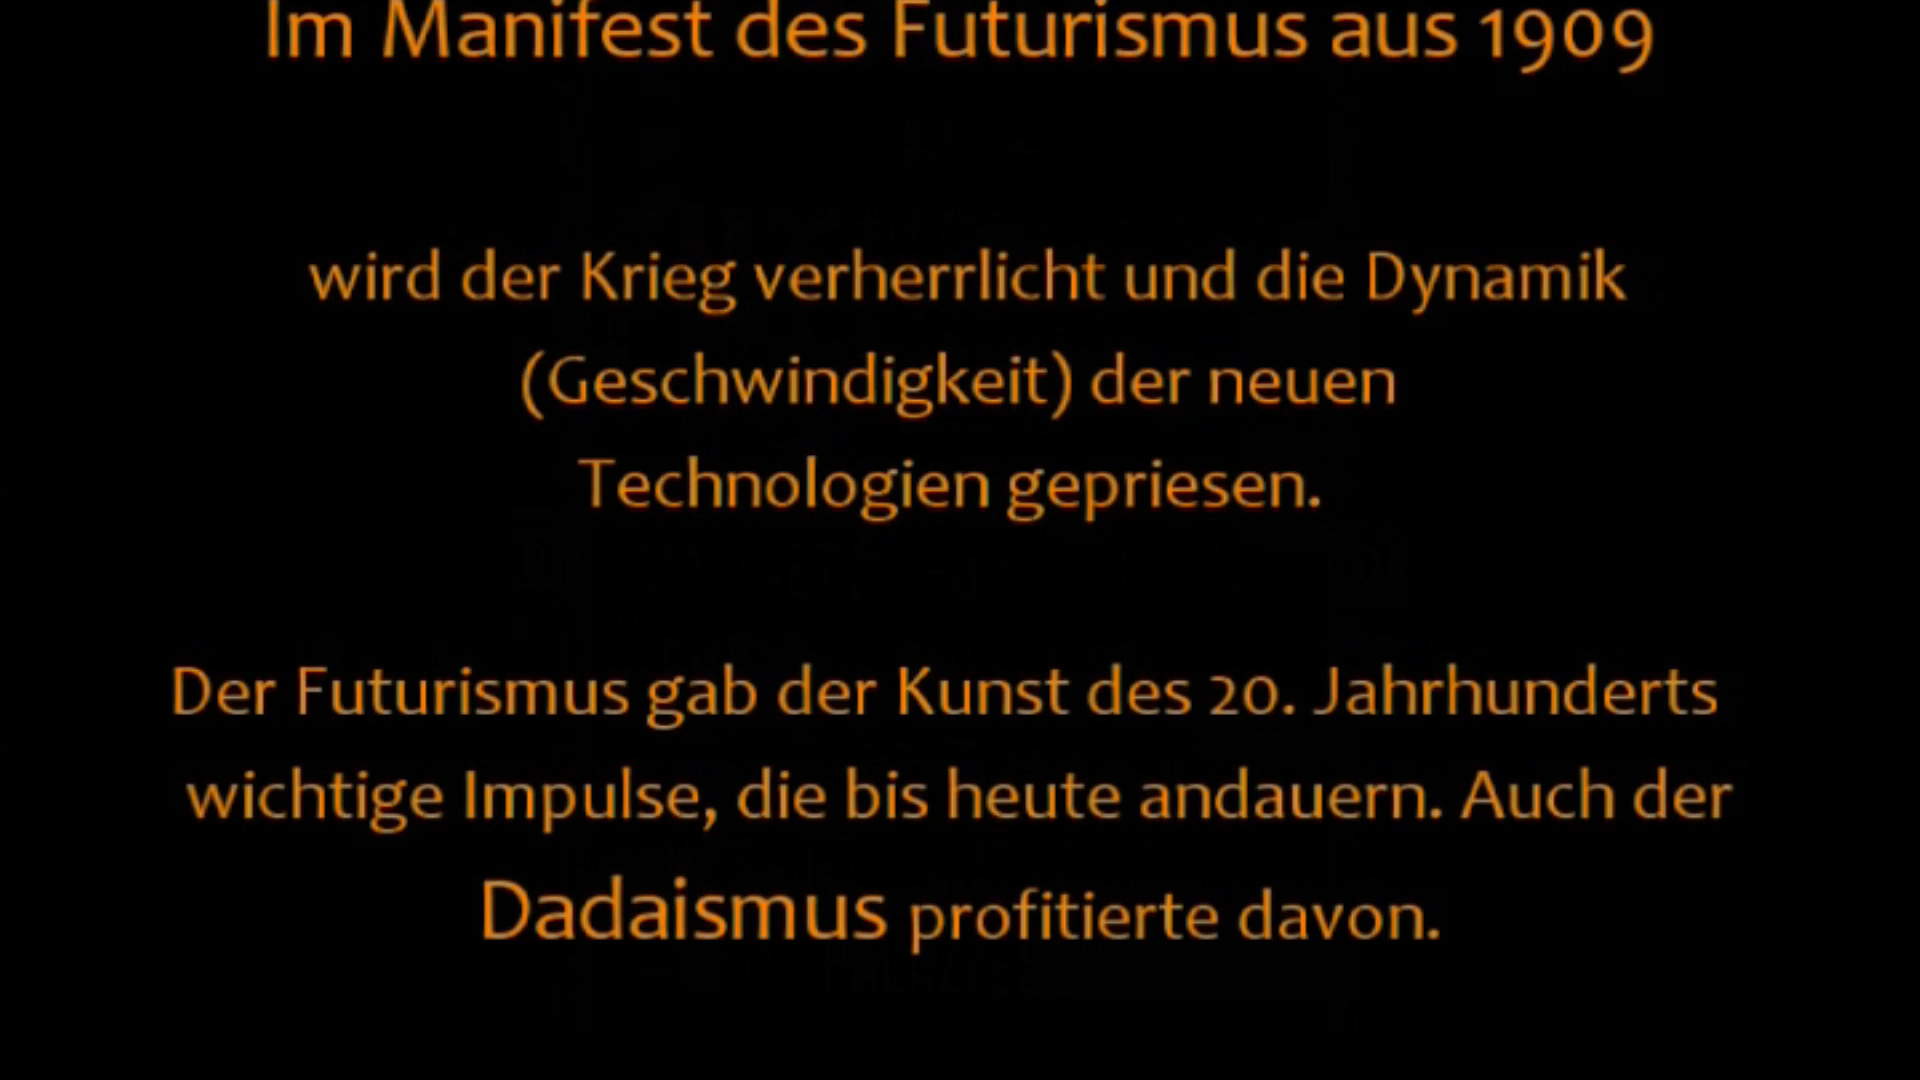 Im Manifest des Futurismus aus 1909
wird der Krieg verherrlicht und die Dynamik
(Geschwindigkeit) der neuen
Technologien gepriesen.
Der Futurismus gab der Kunst des 20. Jahrhunderts
wichtige Impulse, die bis heute andauern. Auch der
Dadaismus profitierte davon.